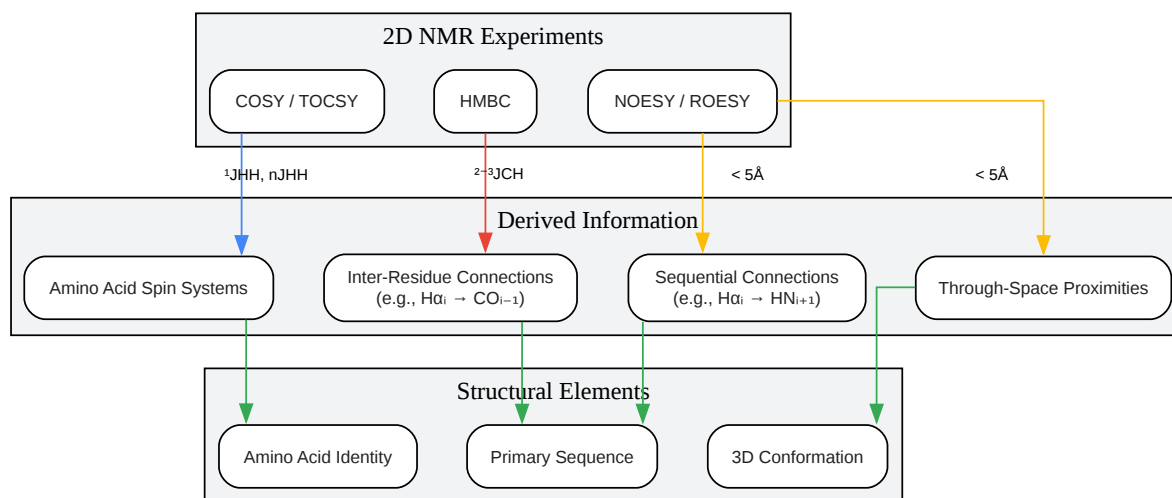 2D NMR Experiments
COSY / TOCSY
HMBC
NOESY / ROESY
¹JHH, nJHH
²⁻³JCH
< 5Å
< 5Å
Derived Information
Amino Acid Spin Systems
Inter-Residue Connections
(e.g., Hαᵢ → COᵢ₋₁)
Sequential Connections
(e.g., Hαᵢ → HNᵢ₊₁)
Through-Space Proximities
Structural Elements
Amino Acid Identity
Primary Sequence
3D Conformation